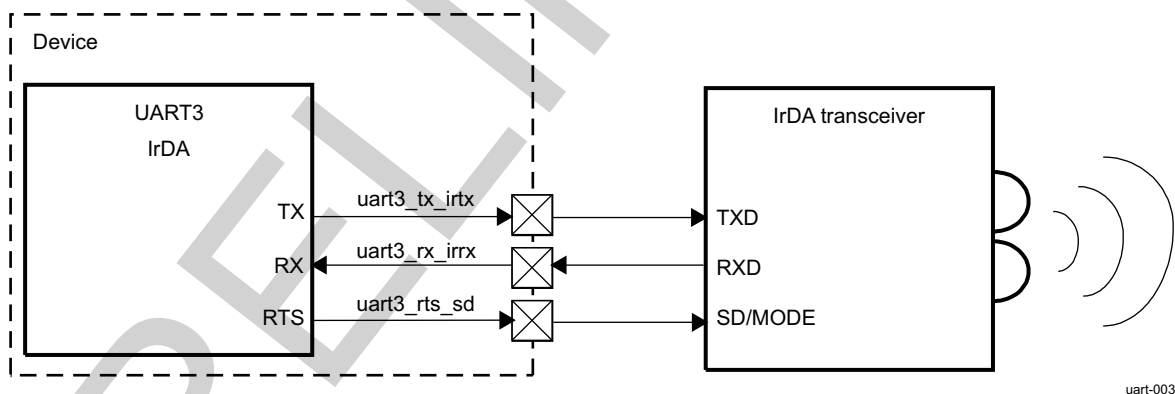 Device
UART3
IrDA
IrDA transceiver
TX
uart3_tx_irtx
TXD
RX
uart3_rx_irrx
RXD
RTS
uart3_rts_sd
SD/MODE
uart-003